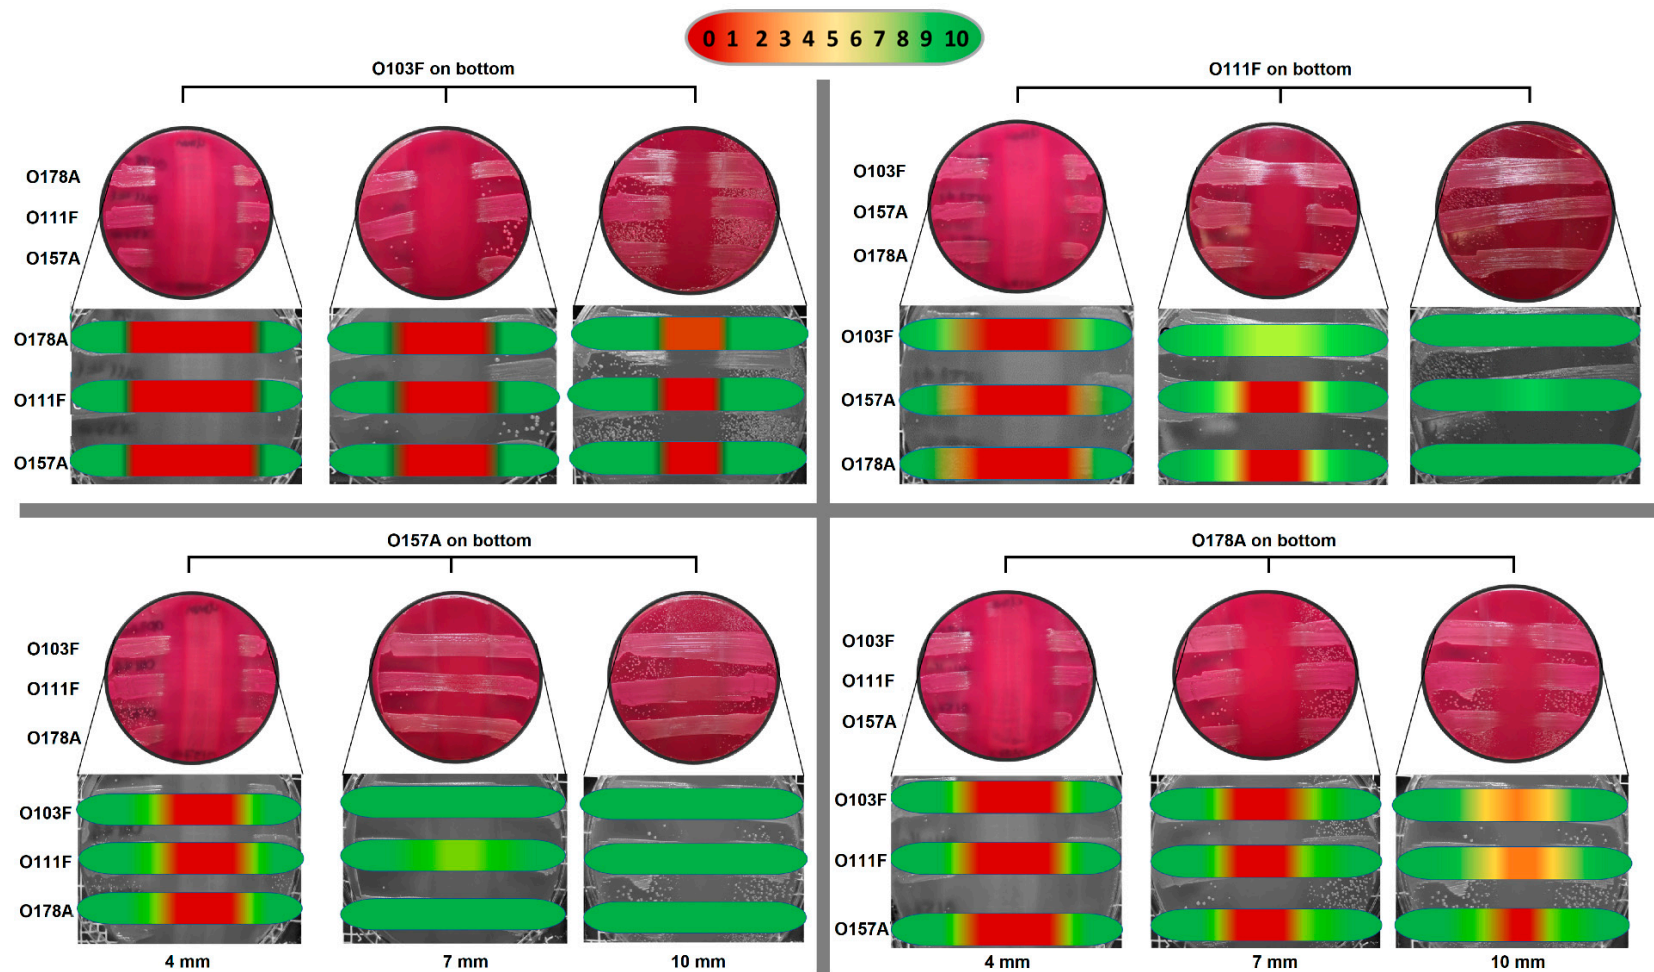 0 1 2 3 4 5 6 7 8 9 10
O103F on bottom
O178A
O111F
O157A
O178A
O111F
O157A
O111F on bottom
O103F
O157A
O178A
O103F
O157A
O178A
O157A on bottom
O103F
O111F
O178A
O103F
O111F
O178A
4 mm
7 mm
10 mm
O178A on bottom
O103F
O111F
O157A
O103F
O111F
O157A
4 mm
7 mm
10 mm